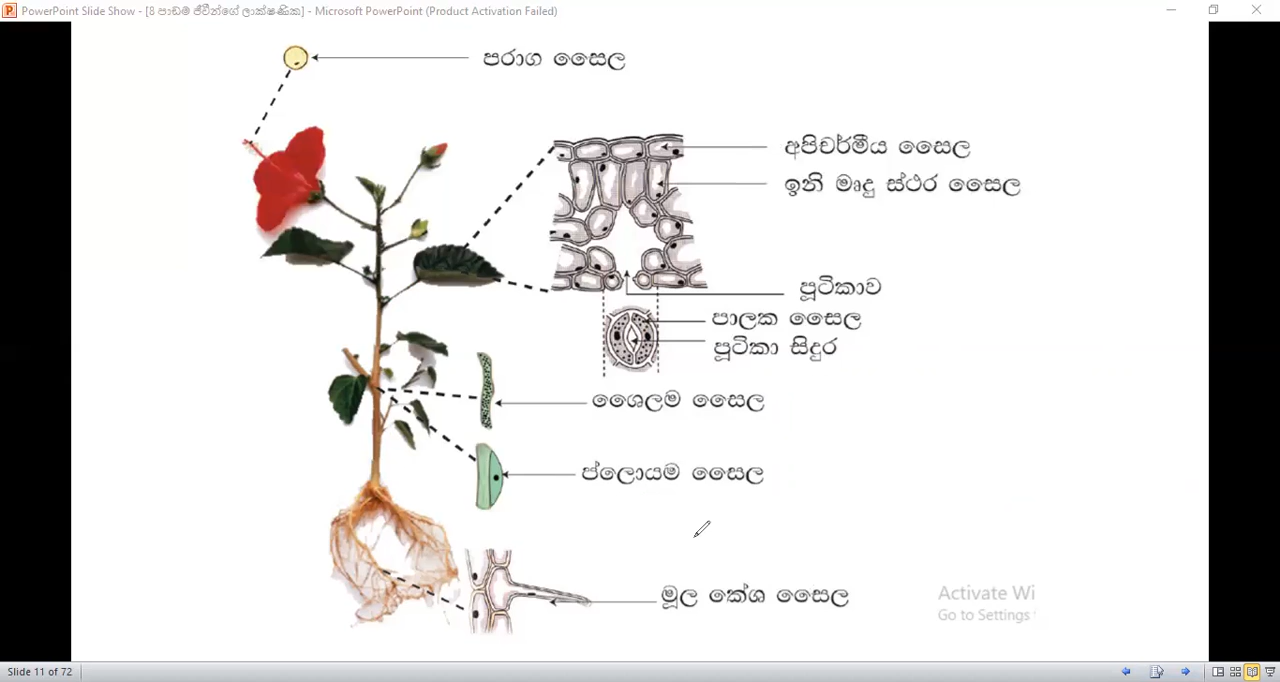 PowerPoint Slide Show - [8 පාඩම ජීවීන්ගේ ලාක්ෂණික] - Microsoft PowerPoint (Product Activation Failed)
පරාග සෛල
අපිචර්මීය සෛල
ඉනි මෘදු ස්ථර සෛල
පූටිකාව
පාලක සෛල
පූටිකා සිදුර
ශෛලම සෛල
ප්ලොයම සෛල
මූල කේශ සෛල
Activate Wi
Go to Settings
Slide 11 of 72